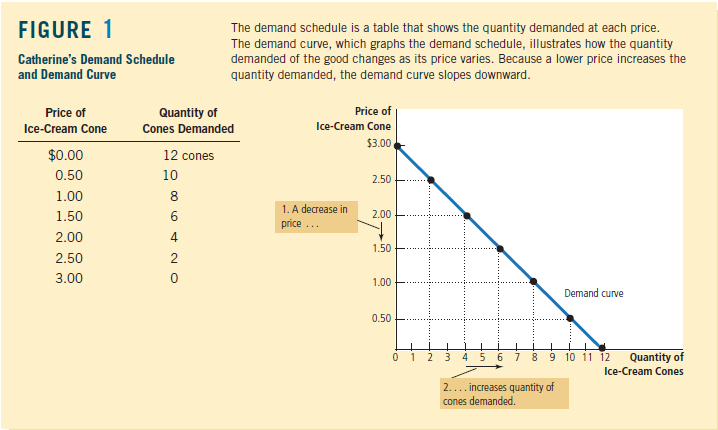 FIGURE 1
Catherine's Demand Schedule
and Demand Curve
The demand schedule is a table that shows the quantity demanded at each price.
The demand curve, which graphs the demand schedule, illustrates how the quantity
demanded of the good changes as its price varies. Because a lower price increases the
quantity demanded, the demand curve slopes downward.
Price of Quantity of
Ice-Cream Cone Cones Demanded
$0.00 12 cones
0.50 10
1.00 8
1.50 6
2.00 4
2.50 2
3.00 0
Price of
Ice-Cream Cone
$3.00
2.50
2.00
1.50
1.00
0.50
1. A decrease in
price ...
Demand curve
0 1 2 3 4 5 6 7 8 9 10 11 12
Quantity of
Ice-Cream Cones
2. ... increases quantity of
cones demanded.